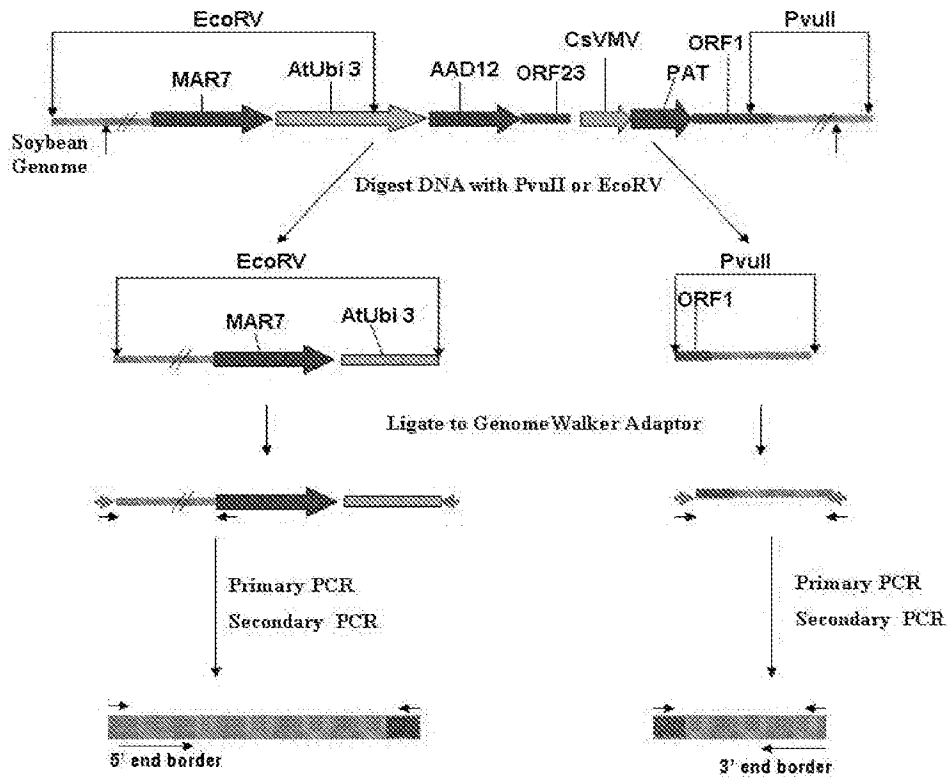 EcoRV
PvuII
CsVMV
ORF1
MAR7
AtUbi 3
AAD12
ORF23
PAT
Soybean
Genome
Digest DNA with PvuII or EcoRV
EcoRV
PvuII
ORF1
MAR7
AtUbi 3
Ligate to GenomeWalker Adaptor
Primary PCR
Secondary PCR
Primary PCR
Secondary PCR
5' end border
3' end border